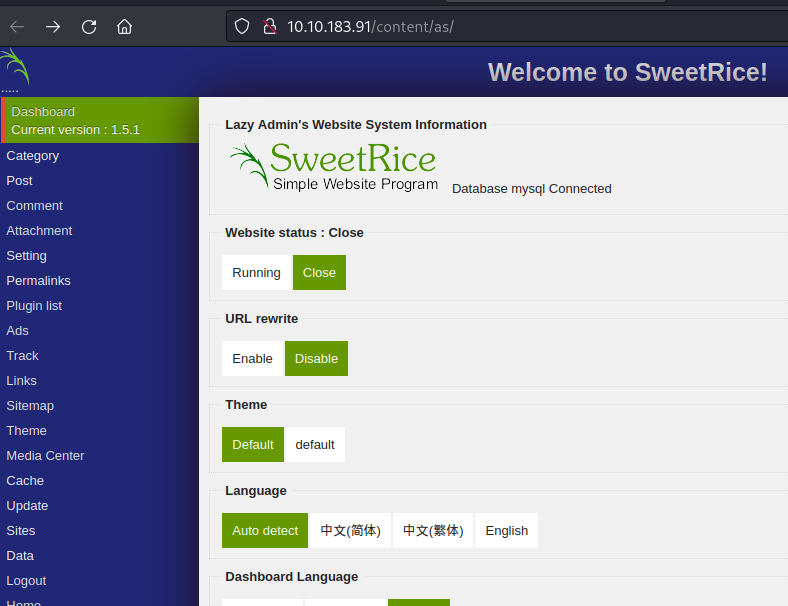 10.10.183.91/content/as/
.....
Welcome to SweetRice!
Dashboard
Current version : 1.5.1
Category
Post
Comment
Attachment
Setting
Permalinks
Plugin list
Ads
Track
Links
Sitemap
Theme
Media Center
Cache
Update
Sites
Data
Logout
Home
Lazy Admin's Website System Information
SweetRice
Simple Website Program
Database mysql Connected
Website status : Close
Running Close
URL rewrite
Enable Disable
Theme
Default default
Language
Auto detect 中文(简体) 中文(繁体) English
Dashboard Language